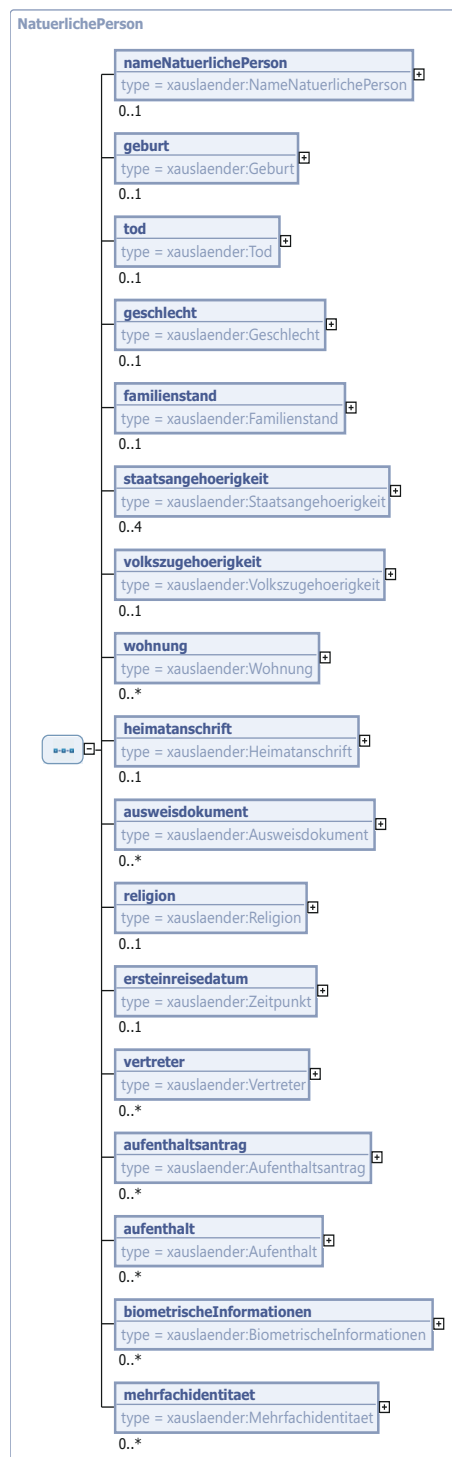 NatuerlichePerson
nameNatuerlichePerson
type = xauslaender:NameNatuerlichePerson
0..1
geburt
type = xauslaender:Geburt
0..1
tod
type = xauslaender:Tod
0..1
geschlecht
type = xauslaender:Geschlecht
0..1
familienstand
type = xauslaender:Familienstand
0..1
staatsangehoerigkeit
type = xauslaender:Staatsangehoerigkeit
0..4
volkszugehoerigkeit
type = xauslaender:Volkszugehoerigkeit
0..1
wohnung
type = xauslaender:Wohnung
0..*
heimatanschrift
type = xauslaender:Heimatanschrift
0..1
ausweisdokument
type = xauslaender:Ausweisdokument
0..*
religion
type = xauslaender:Religion
0..1
ersteinreisedatum
type = xauslaender:Zeitpunkt
0..1
vertreter
type = xauslaender:Vertreter
0..*
aufenthaltsantrag
type = xauslaender:Aufenthaltsantrag
0..*
aufenthalt
type = xauslaender:Aufenthalt
0..*
biometrischeInformationen
type = xauslaender:BiometrischeInformationen
0..*
mehrfachidentitaet
type = xauslaender:Mehrfachidentitaet
0..*